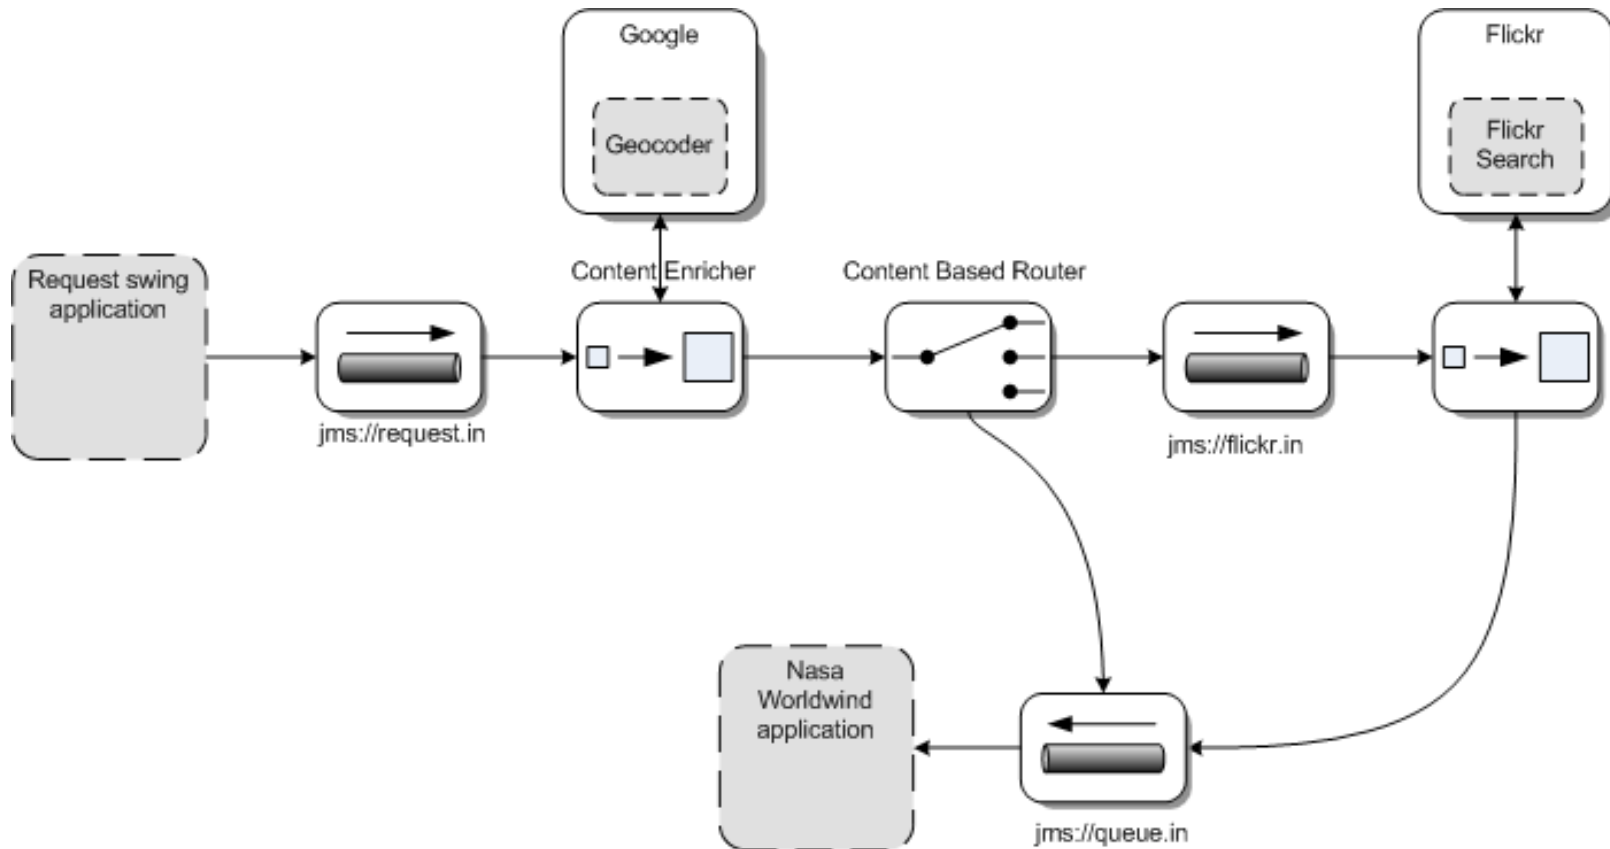 Google
Geocoder
Flickr
Flickr
Search
Request swing
application
Content Enricher
Content Based Router
jms://request.in
jms://flickr.in
Nasa
Worldwind
application
jms://queue.in